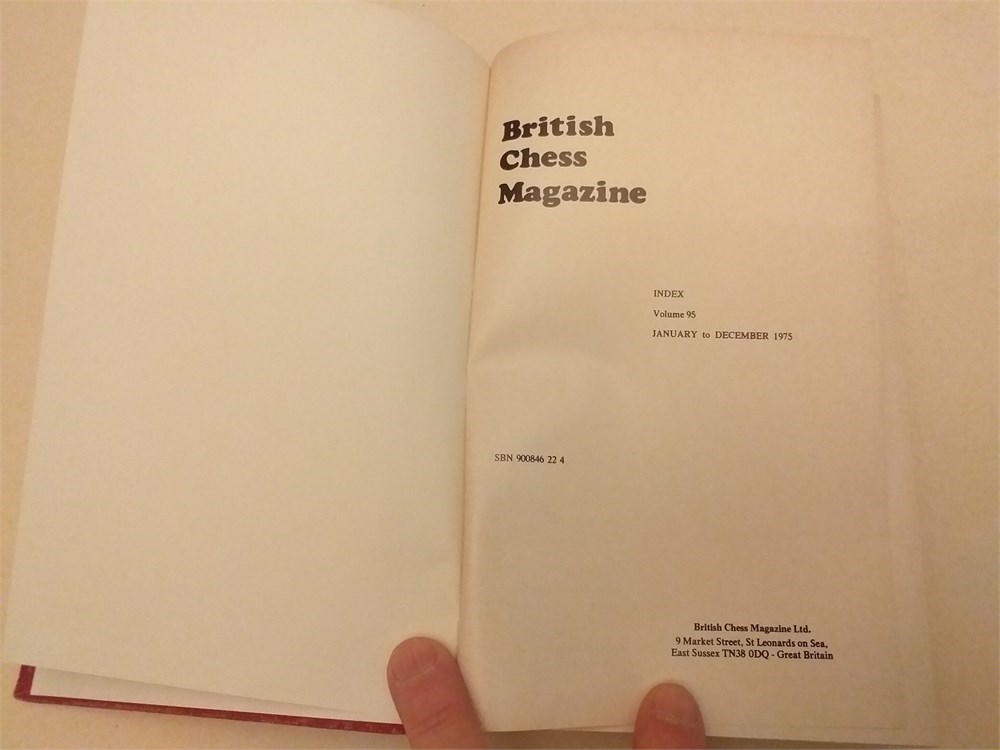 British
Chess
Magazine
INDEX
Volume 95
JANUARY to DECEMBER 1975
SBN 900846 22 4
British Chess Magazine Ltd.
9 Market Street, St Leonards on Sea,
East Sussex TN38 0DQ - Great Britain